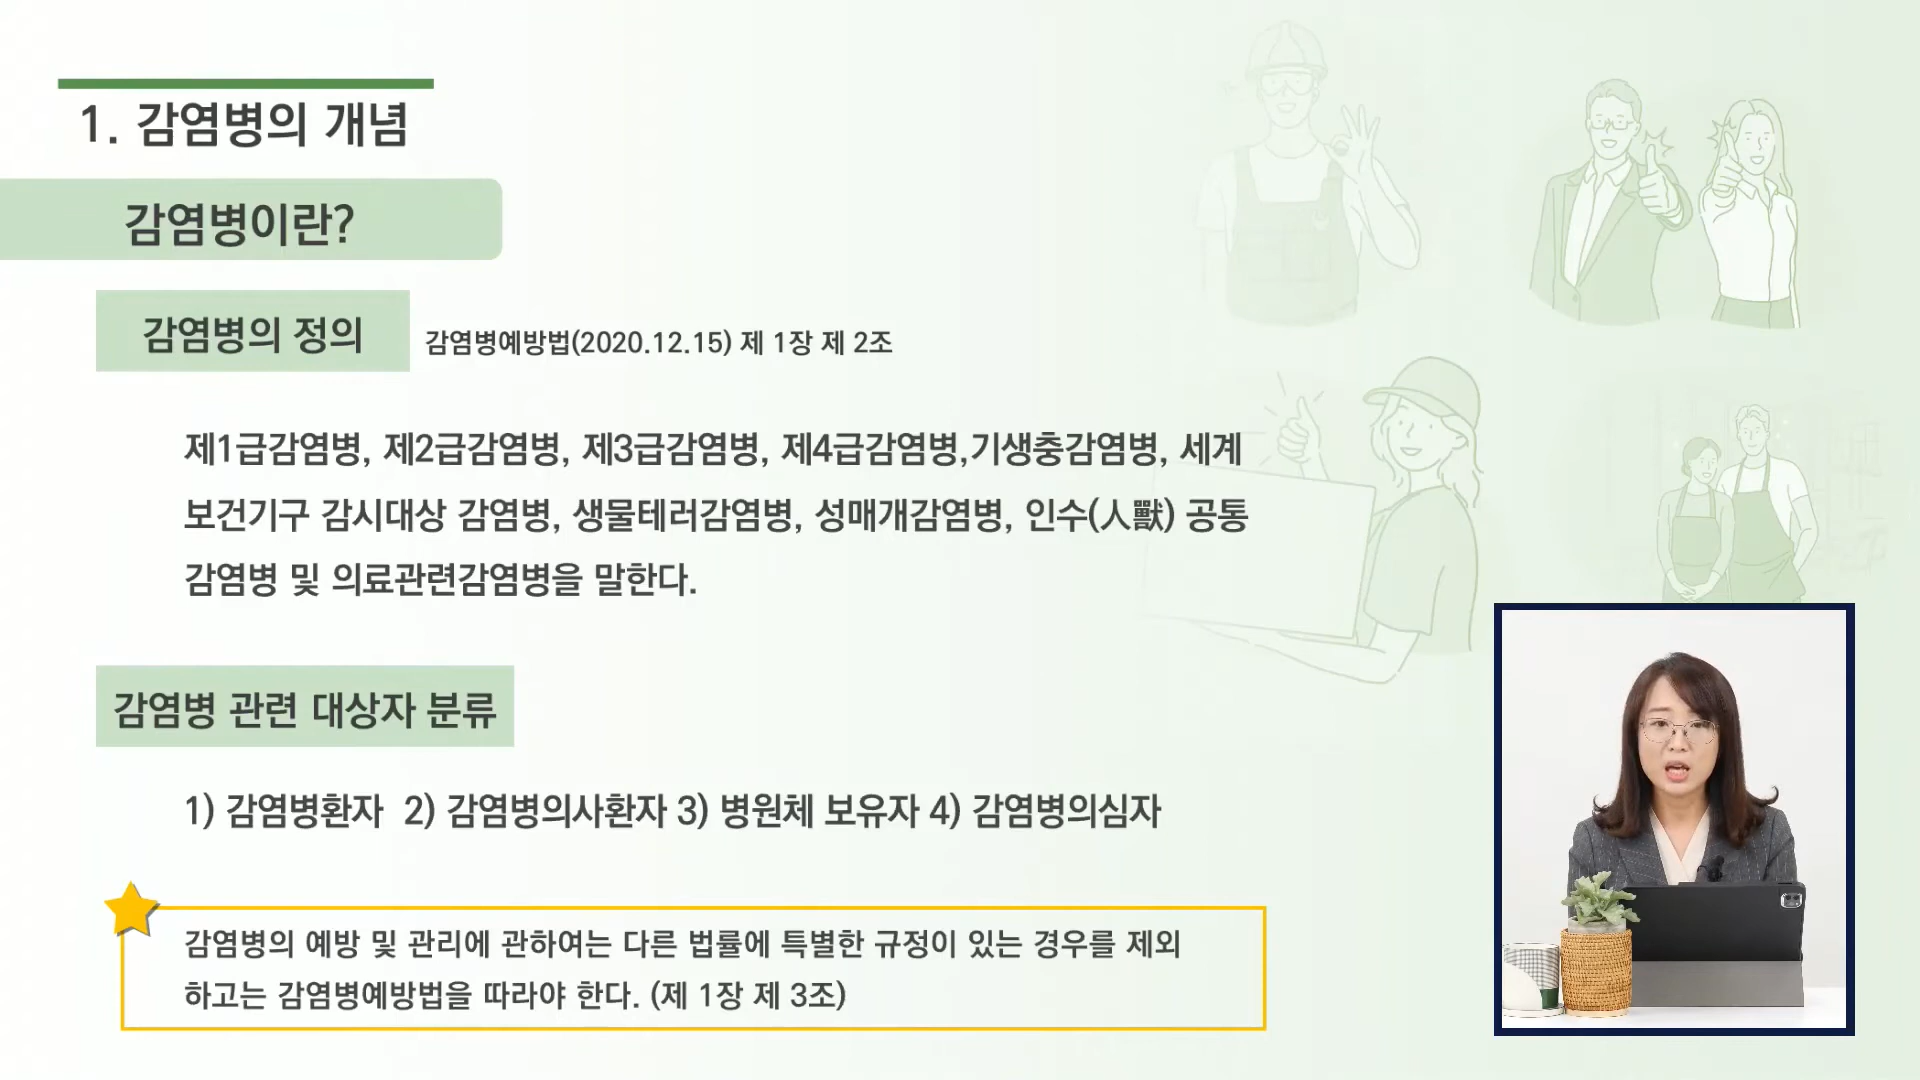 1. 감염병의 개념
감염병이란?
감염병의 정의
감염병예방법(2020.12.15) 제 1장 제 2조
제1급감염병, 제2급감염병, 제3급감염병, 제4급감염병,기생충감염병, 세계
보건기구 감시대상 감염병, 생물테러감염병, 성매개감염병, 인수(人獸) 공통
감염병 및 의료관련감염병을 말한다.
감염병 관련 대상자 분류
1) 감염병환자  2) 감염병의사환자 3) 병원체 보유자 4) 감염병의심자
감염병의 예방 및 관리에 관하여는 다른 법률에 특별한 규정이 있는 경우를 제외
하고는 감염병예방법을 따라야 한다. (제 1장 제 3조)